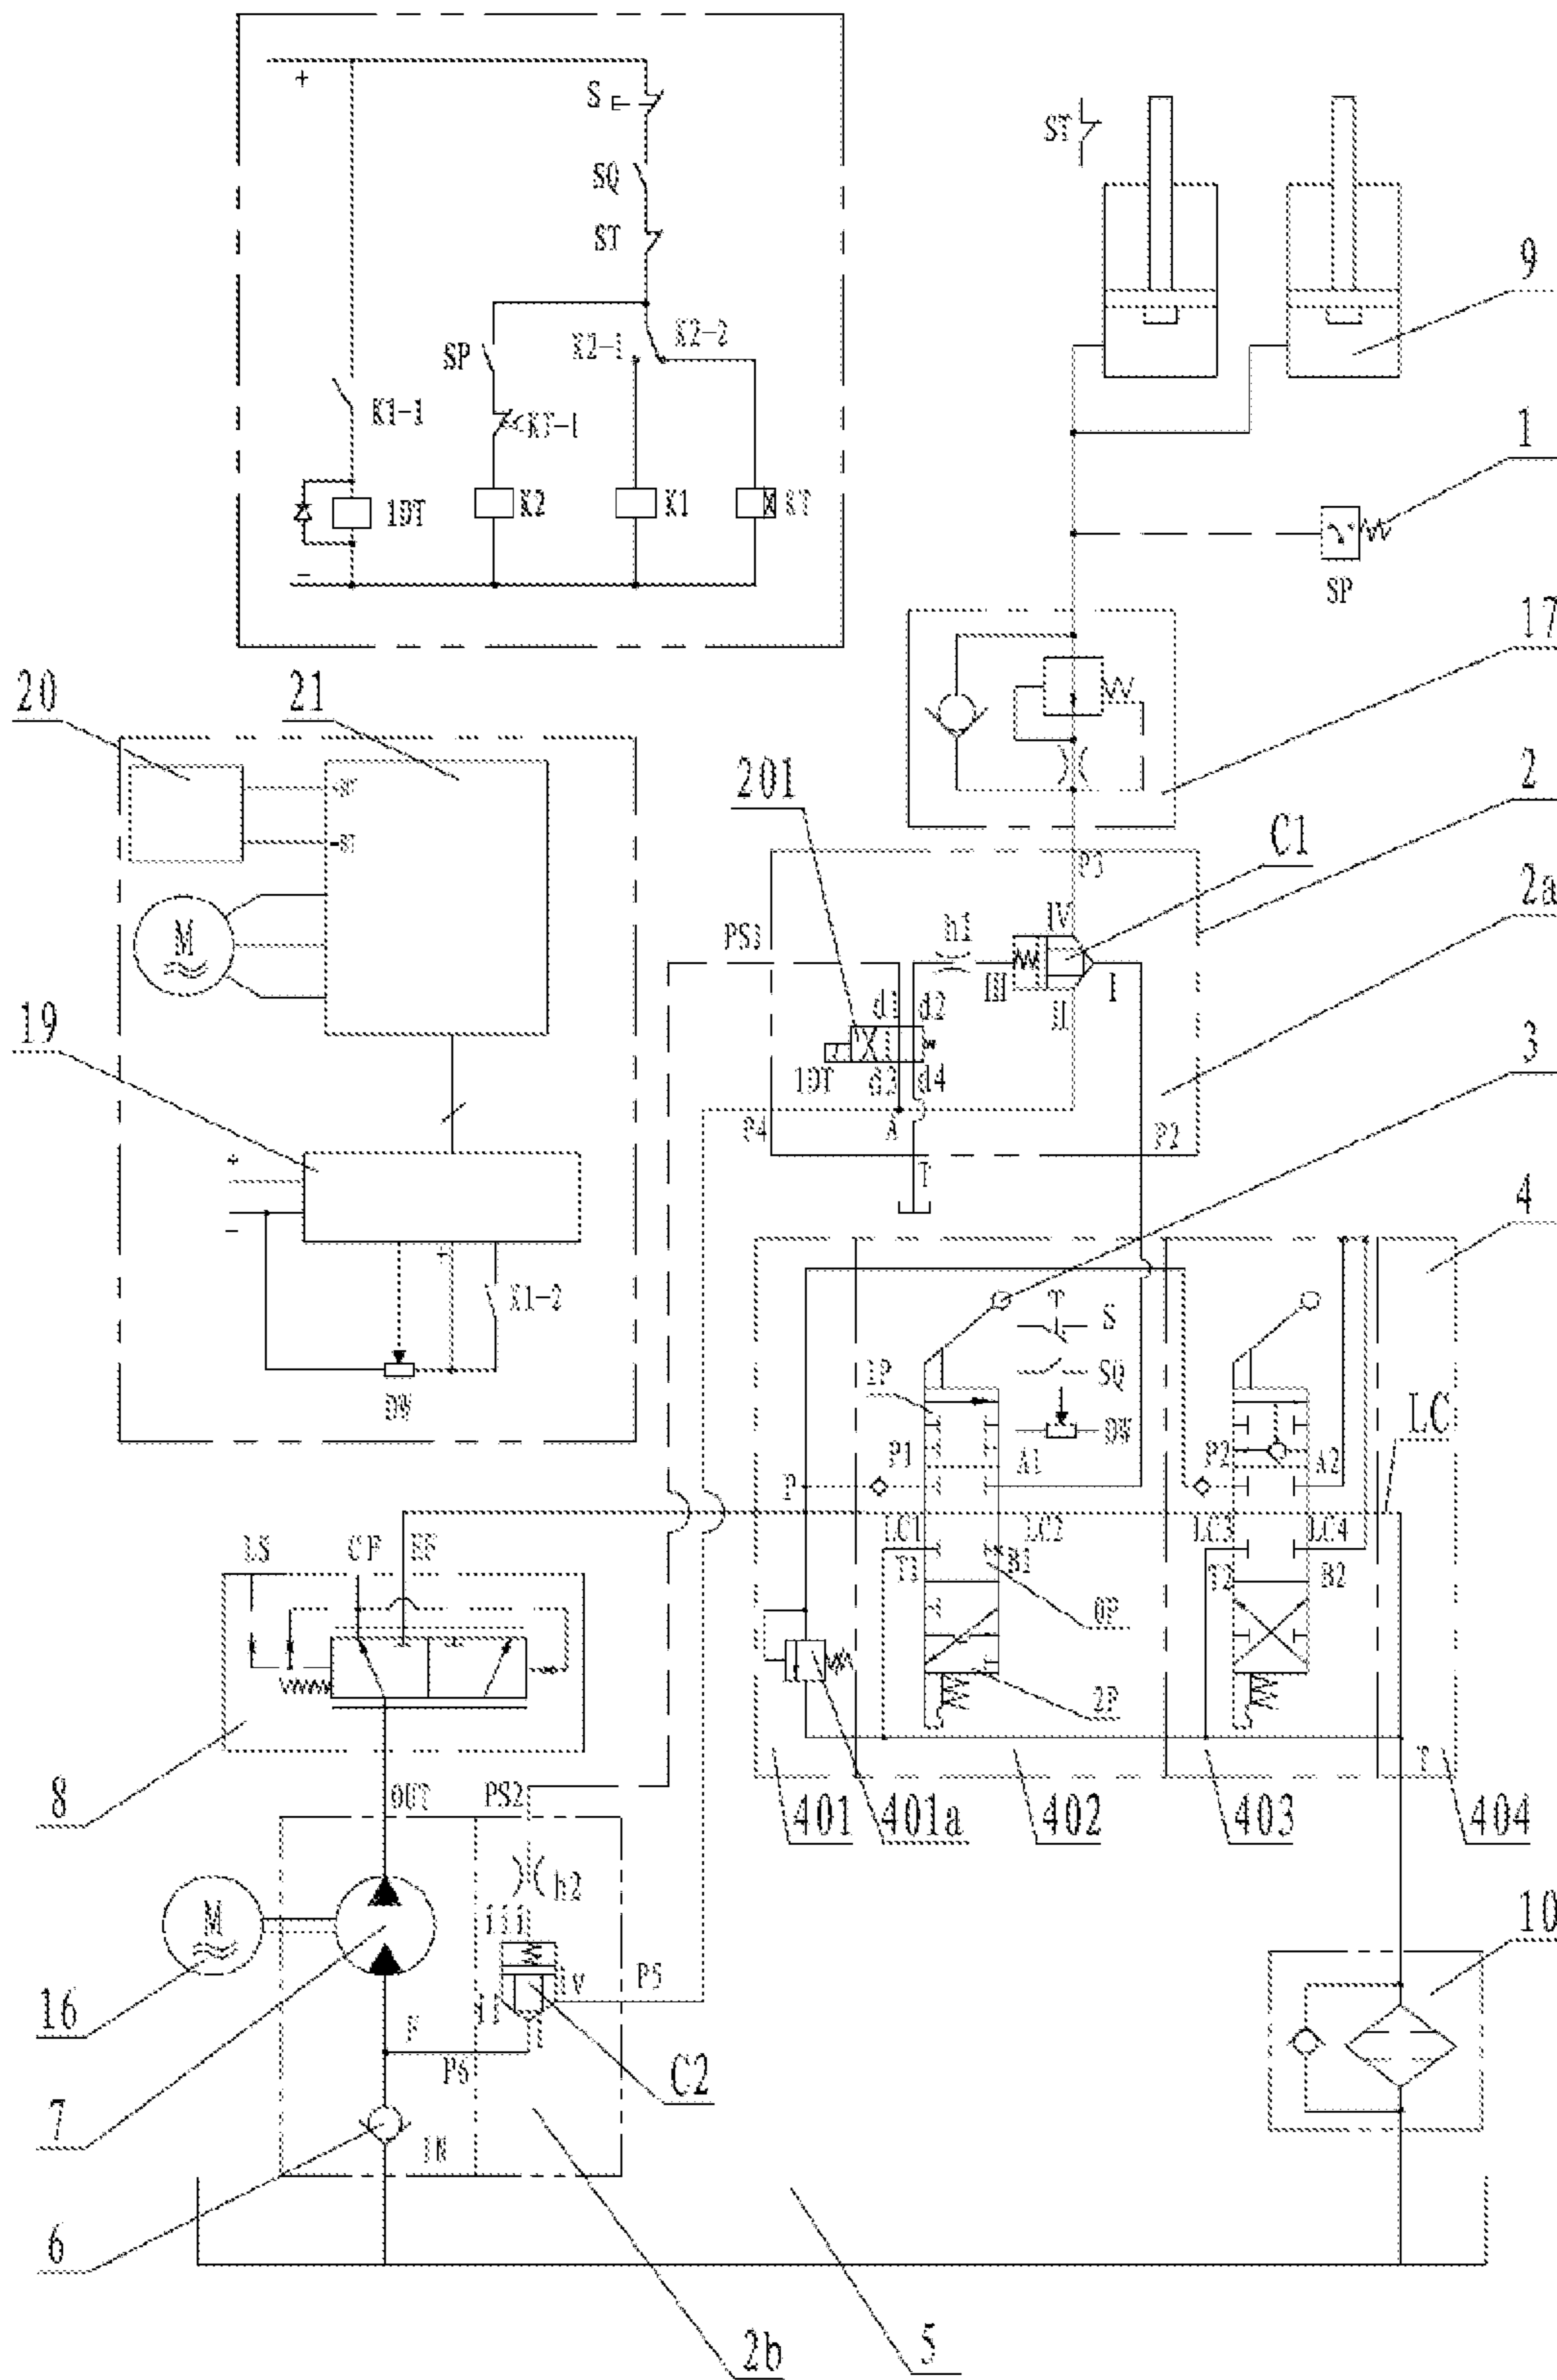 +
S
SQ
ST
K2-1
K2-2
SP
K1-1
KT-1
1DT
K2
K1
KT
-
ST
9
1
SP
17
20
21
M
19
+
-
+
K1-2
DW
201
2
C1
2a
P3
PS1
h1
IV
III
II
I
d1
d2
1DT
d3
d4
P4
A
P2
T
3
4
T
S
SQ
DW
1P
P1
A1
P
LC1
LC2
T1
B1
0P
2P
P2
A2
LC
LC3
LC4
T2
B2
T
LS
CF
EF
8
OUT
PS2
401
401a
402
403
404
h2
iii
M
16
7
iv
ii
i
P5
F
P6
C2
IN
6
10
2b
5